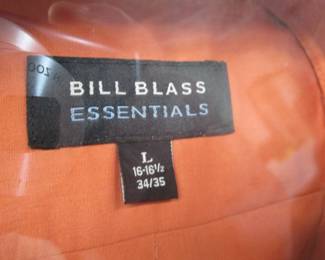 BILL BLASS
ESSENTIALS
L
16-16½
34/35